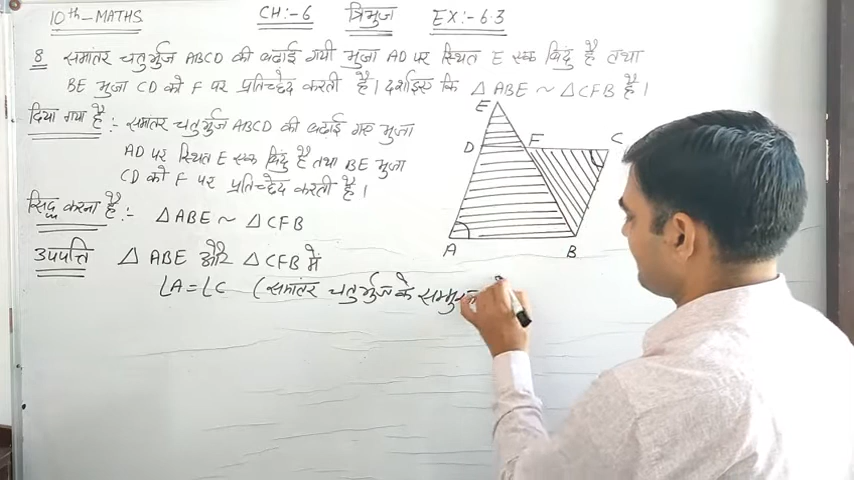 10th-MATHS CH:-6 त्रिभुज EX:-6.3
8 समांतर चतुर्भुज ABCD की बढ़ाई गयी भुजा AD पर स्थित E एक बिंदु है तथा
BE भुजा CD को F पर प्रतिच्छेद करती है। दर्शाइए कि △ ABE ~ △CFB है।
दिया गया है:- समांतर चतुर्भुज ABCD की बढ़ाई गई भुजा
AD पर स्थित E एक बिंदु है तथा BE भुजा
CD को F पर प्रतिच्छेद करती है।
सिद्ध करना है:- △ABE ~ △CFB
उपपत्ति △ ABE और △CFB में
∠A=∠C (समांतर चतुर्भुज के सम्मुख
E
D F C
A B